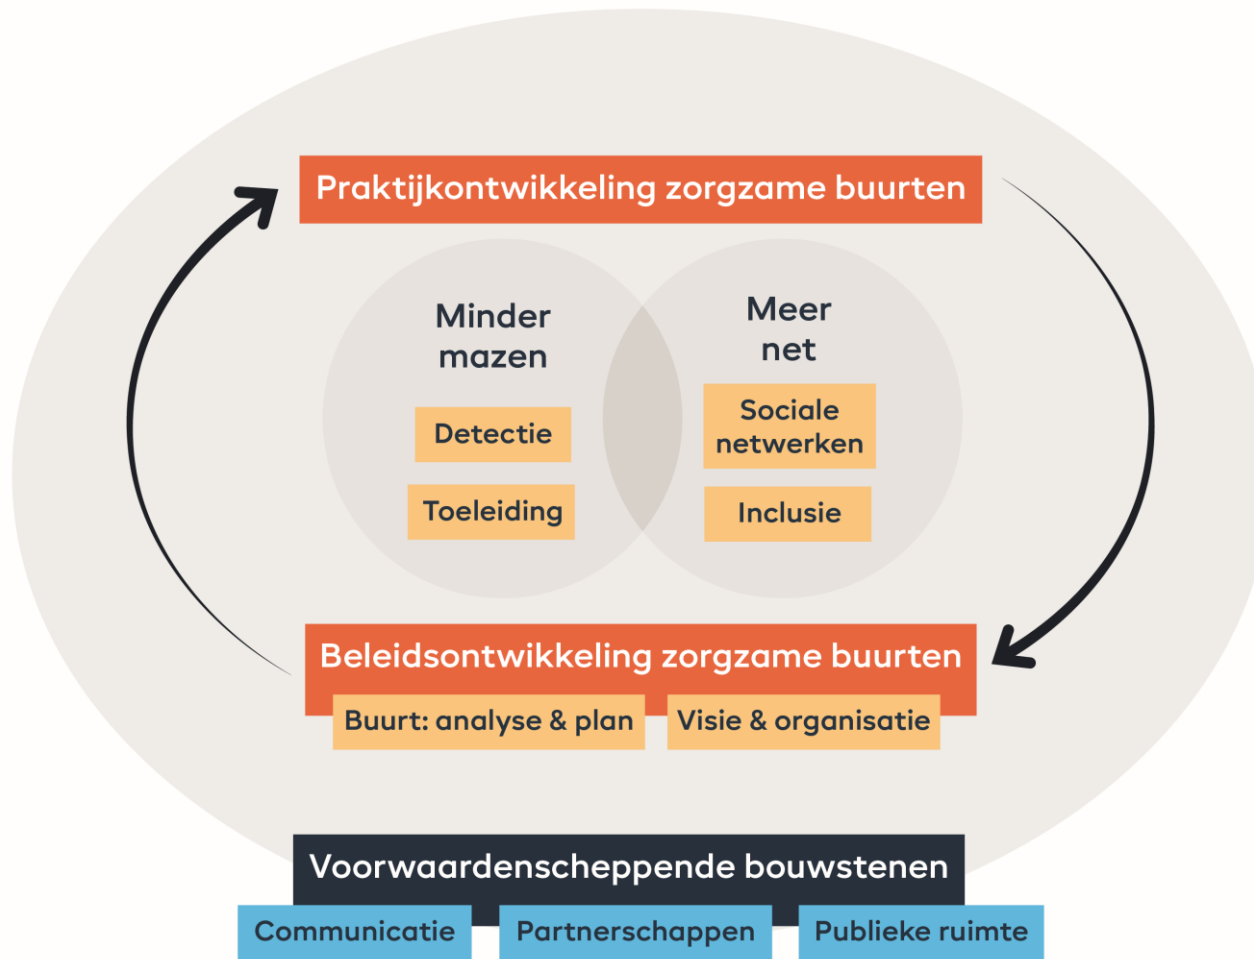 Praktijkontwikkeling zorgzame buurten
Minder
mazen
Detectie
Toeleiding
Meer
net
Sociale
netwerken
Inclusie
Beleidsontwikkeling zorgzame buurten
Buurt: analyse & plan
Visie & organisatie
Voorwaardenscheppende bouwstenen
Communicatie
Partnerschappen
Publieke ruimte